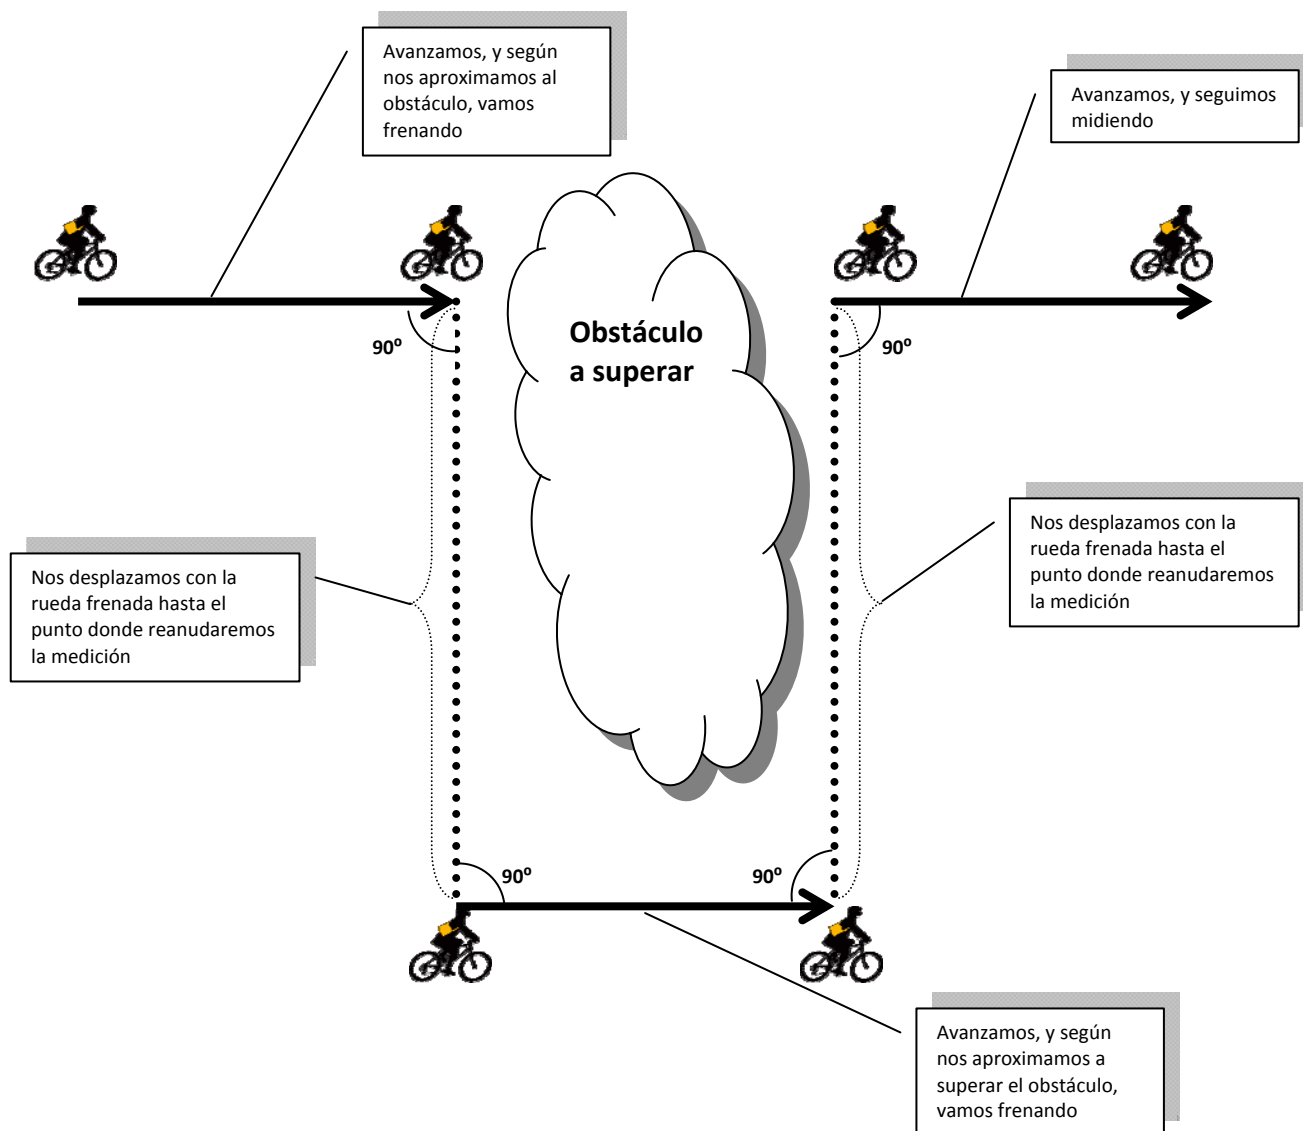 Avanzamos, y según
nos aproximamos al
obstáculo, vamos
frenando
Avanzamos, y seguimos
midiendo
Obstáculo
a superar
90º
90º
Nos desplazamos con la
rueda frenada hasta el
punto donde reanudaremos
la medición
Nos desplazamos con la
rueda frenada hasta el
punto donde reanudaremos
la medición
90º
90º
Avanzamos, y según
nos aproximamos a
superar el obstáculo,
vamos frenando